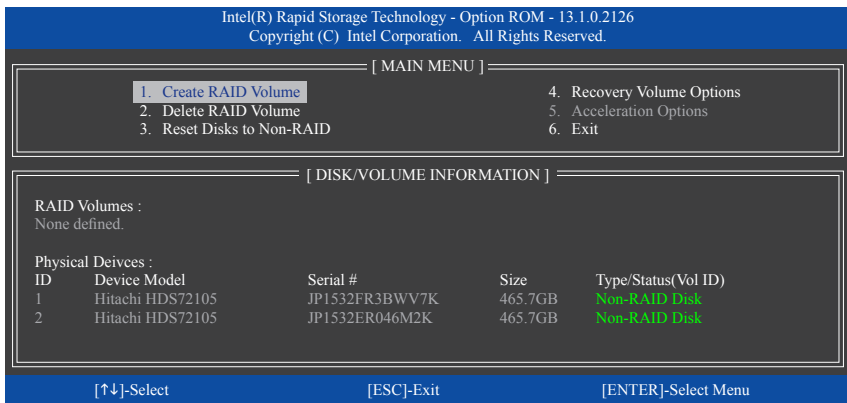 Intel(R) Rapid Storage Technology - Option ROM - 13.1.0.2126
Copyright (C) Intel Corporation. All Rights Reserved.
[ MAIN MENU ]
1. Create RAID Volume
2. Delete RAID Volume
3. Reset Disks to Non-RAID
4. Recovery Volume Options
5. Acceleration Options
6. Exit
[ DISK/VOLUME INFORMATION ]
RAID Volumes :
None defined.
Physical Deivces :
ID Device Model Serial # Size Type/Status(Vol ID)
1 Hitachi HDS72105 JP1532FR3BWV7K 465.7GB Non-RAID Disk
2 Hitachi HDS72105 JP1532ER046M2K 465.7GB Non-RAID Disk
[↑↓]-Select [ESC]-Exit [ENTER]-Select Menu